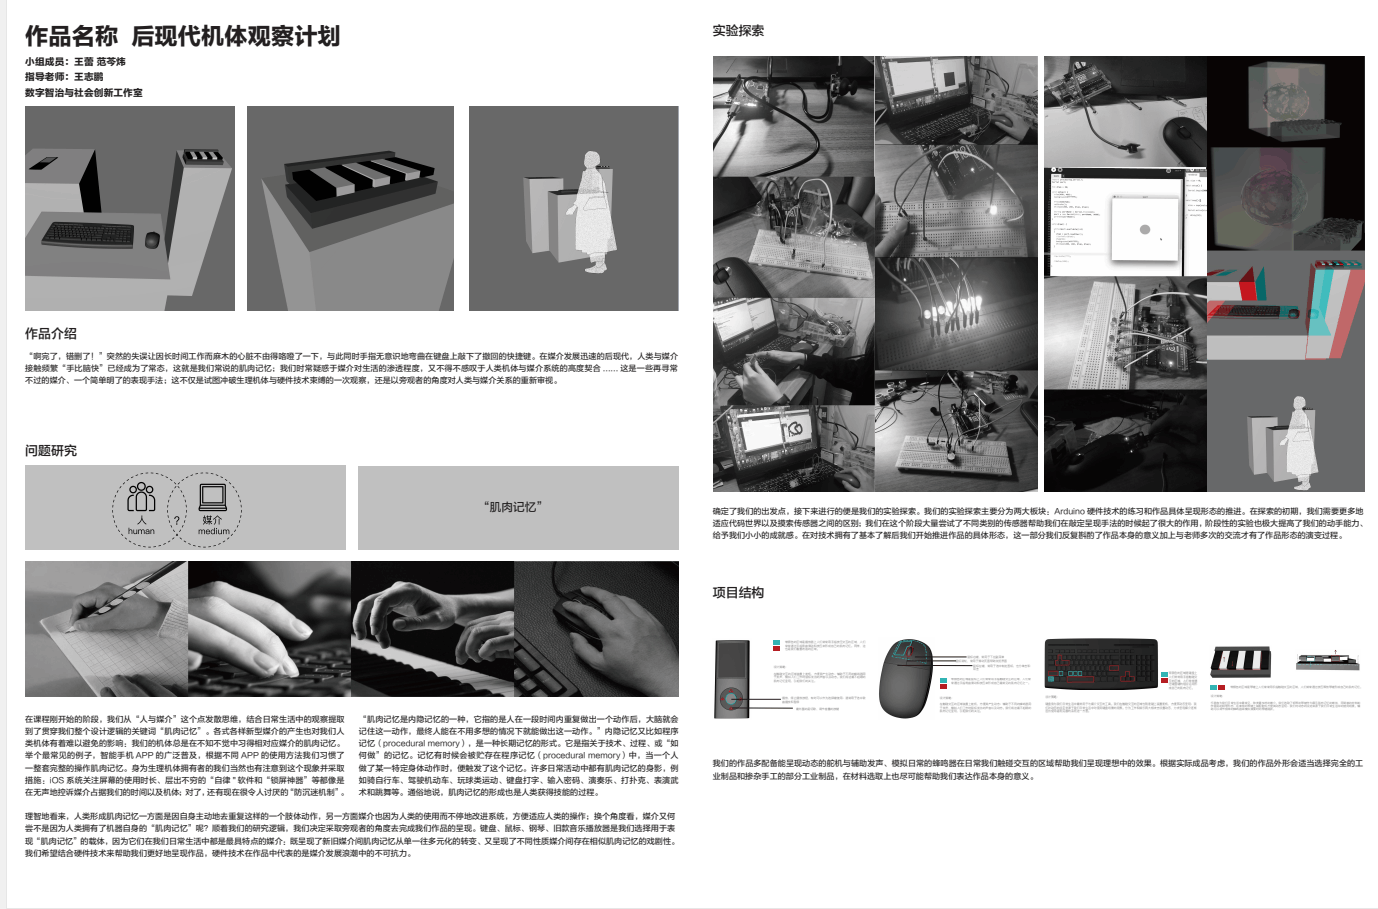 作品名称 后现代机体观察计划
小组成员：王蕾 范芩炜
指导老师：王志鹏
数字智治与社会创新工作室
作品介绍
“啊完了，错删了！”突然的失误让因长时间工作而麻木的心脏不由得咯噔了一下，与此同时手指无意识地弯曲在键盘上敲下了撤回的快捷键。在媒介发展迅速的后现代，人类与媒介
接触频繁“手比脑快”已经成为了常态，这就是我们常说的肌肉记忆；我们时常疑惑于媒介对生活的渗透程度，又不得不感叹于人类机体与媒介系统的高度契合 ...... 这是一些再寻常
不过的媒介、一个简单明了的表现手法；这不仅是试图冲破生理机体与硬件技术束缚的一次观察，还是以旁观者的角度对人类与媒介关系的重新审视。
问题研究
人
human
?
媒介
medium
“肌肉记忆”
在课程刚开始的阶段，我们从“人与媒介”这个点发散思维，结合日常生活中的观察提取
到了贯穿我们整个设计逻辑的关键词“肌肉记忆”。各式各样新型媒介的产生也对我们人
类机体有着难以避免的影响；我们的机体总是在不知不觉中习得相对应媒介的肌肉记忆。
举个最常见的例子，智能手机 APP 的广泛普及，根据不同 APP 的使用方法我们习惯了
一整套完整的操作肌肉记忆。身为生理机体拥有者的我们当然也有注意到这个现象并采取
措施；iOS 系统关注屏幕的使用时长、层出不穷的“自律“软件和“锁屏神器”等都像是
在无声地控诉媒介占据我们的时间以及机体；对了，还有现在很令人讨厌的“防沉迷机制”。
“肌肉记忆是内隐记忆的一种，它指的是人在一段时间内重复做出一个动作后，大脑就会
记住这一动作，最终人能在不用多想的情况下就能做出这一动作。”内隐记忆又比如程序
记忆（procedural memory），是一种长期记忆的形式。它是指关于技术、过程、或“如
何做”的记忆。记忆有时候会被贮存在程序记忆（procedural memory）中，当一个人
做了某一特定身体动作时，便触发了这个记忆。许多日常活动中都有肌肉记忆的身影，例
如骑自行车、驾驶机动车、玩球类运动、键盘打字、输入密码、演奏乐、打扑克、表演武
术和跳舞等。通俗地说，肌肉记忆的形成也是人类获得技能的过程。
理智地看来，人类形成肌肉记忆一方面是因自身主动地去重复这样的一个肢体动作，另一方面媒介也因为人类的使用而不停地改进系统，方便适应人类的操作；换个角度看，媒介又何
尝不是因为人类拥有了机器自身的“肌肉记忆”呢？顺着我们的研究逻辑，我们决定采取旁观者的角度去完成我们作品的呈现。键盘、鼠标、钢琴、旧款音乐播放器是我们选择用于表
现“肌肉记忆”的载体，因为它们在我们日常生活中都是最具特点的媒介；既呈现了新旧媒介间肌肉记忆从单一往多元化的转变、又呈现了不同性质媒介间存在相似肌肉记忆的戏剧性。
我们希望结合硬件技术来帮助我们更好地呈现作品，硬件技术在作品中代表的是媒介发展浪潮中的不可抗力。
实验探索
确定了我们的出发点，接下来进行的便是我们的实验探索。我们的实验探索主要分为两大板块：Arduino 硬件技术的练习和作品具体呈现形态的推进。在探索的初期，我们需要更多地
适应代码世界以及摸索传感器之间的区别；我们在这个阶段大量尝试了不同类别的传感器帮助我们在敲定呈现手法的时候起了很大的作用，阶段性的实验也极大提高了我们的动手能力、
给予我们小小的成就感。在对技术拥有了基本了解后我们开始推进作品的具体形态，这一部分我们反复斟酌了作品本身的意义加上与老师多次的交流才有了作品形态的演变过程。
项目结构
我们的作品多配备能呈现动态的舵机与辅助发声、模拟日常的蜂鸣器在日常我们触碰交互的区域帮助我们呈现理想中的效果。根据实际成品考虑，我们的作品外形会适当选择完全的工
业制品和掺杂手工的部分工业制品，在材料选取上也尽可能帮助我们表达作品本身的意义。